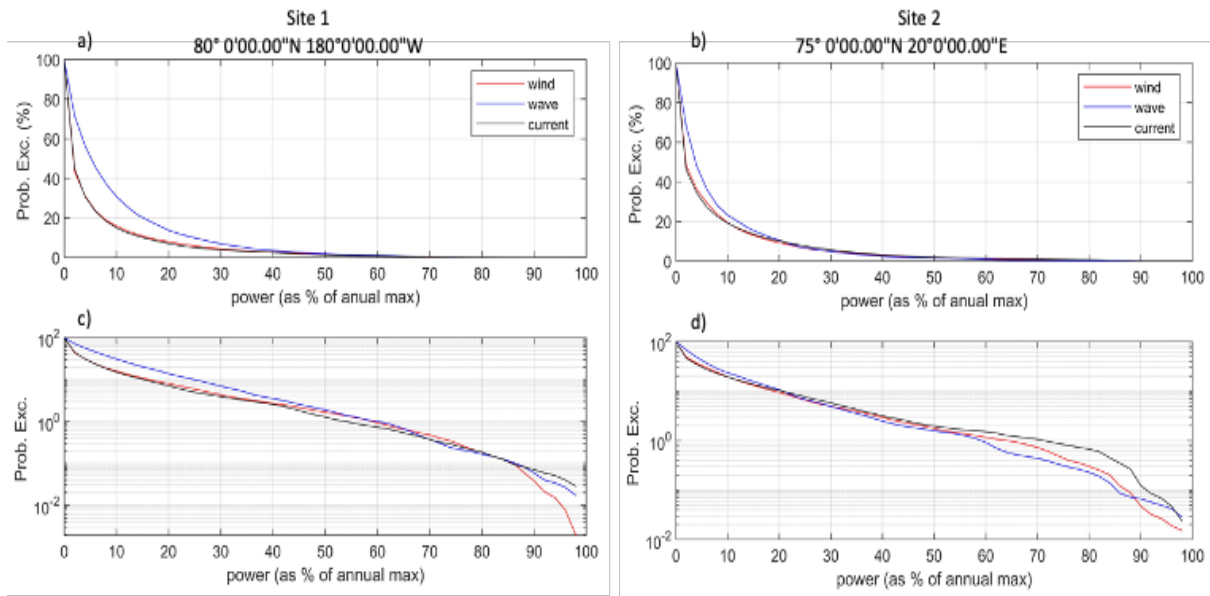 Site 1
Site 2
a)
80° 0'00.00"N 180°0'00.00"W
b)
75° 0'00.00"N 20°0'00.00"E
100
80
60
40
20
0
Prob. Exc. (%)
wind
wave
current
0 10 20 30 40 50 60 70 80 90 100
power (as % of anual max)
100
80
60
40
20
0
Prob. Exc. (%)
wind
wave
current
0 10 20 30 40 50 60 70 80 90 100
power (as % of anual max)
c)
10²
10⁰
10⁻²
Prob. Exc.
0 10 20 30 40 50 60 70 80 90 100
power (as % of annual max)
d)
10²
10⁰
10⁻²
Prob. Exc.
0 10 20 30 40 50 60 70 80 90 100
power (as % of annual max)